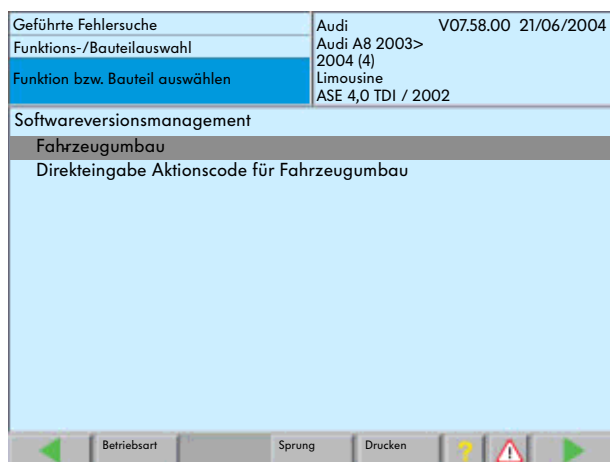 Geführte Fehlersuche
Funktions-/Bauteilauswahl
Funktion bzw. Bauteil auswählen
Audi V07.58.00 21/06/2004
Audi A8 2003>
2004 (4)
Limousine
ASE 4,0 TDI / 2002
Softwareversionsmanagement
Fahrzeugumbau
Direkteingabe Aktionscode für Fahrzeugumbau
Betriebsart Sprung Drucken ?